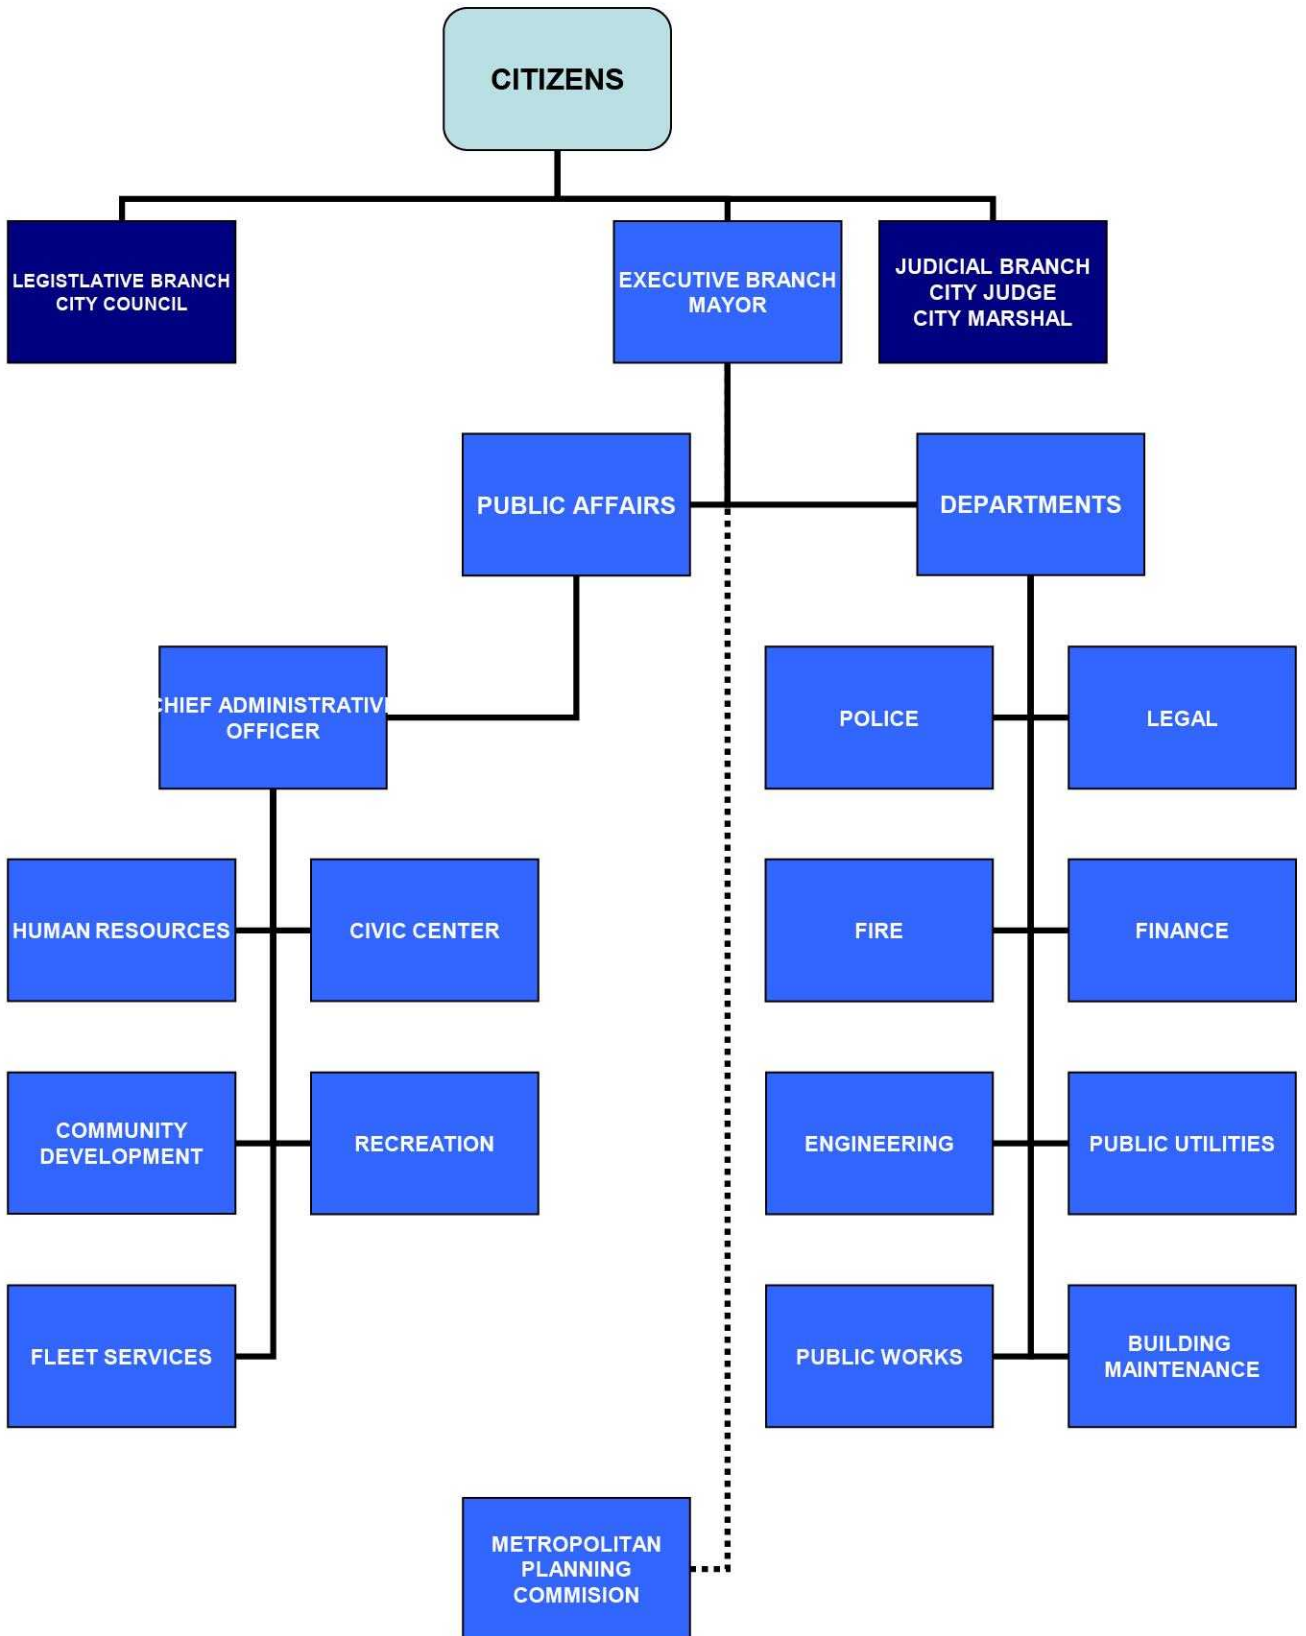 CITIZENS
LEGISTLATIVE BRANCH
CITY COUNCIL
EXECUTIVE BRANCH
MAYOR
JUDICIAL BRANCH
CITY JUDGE
CITY MARSHAL
PUBLIC AFFAIRS
DEPARTMENTS
CHIEF ADMINISTRATIVE
OFFICER
POLICE
LEGAL
HUMAN RESOURCES
CIVIC CENTER
FIRE
FINANCE
COMMUNITY
DEVELOPMENT
RECREATION
ENGINEERING
PUBLIC UTILITIES
FLEET SERVICES
PUBLIC WORKS
BUILDING
MAINTENANCE
METROPOLITAN
PLANNING
COMMISION